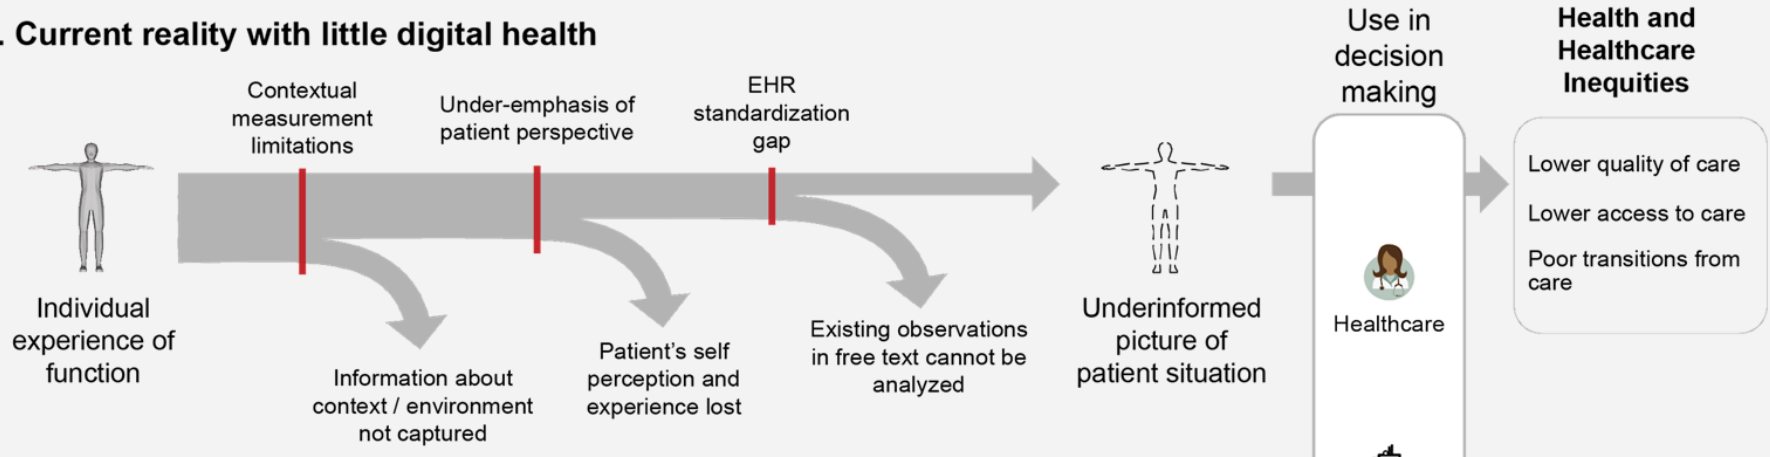 . Current reality with little digital health
Use in
decision
making
Health and
Healthcare
Inequities
Contextual
measurement
limitations
Under-emphasis of
patient perspective
EHR
standardization
gap
Individual
experience of
function
Information about
context / environment
not captured
Patient's self
perception and
experience lost
Existing observations
in free text cannot be
analyzed
Underinformed
picture of
patient situation
Healthcare
Lower quality of care
Lower access to care
Poor transitions from
care